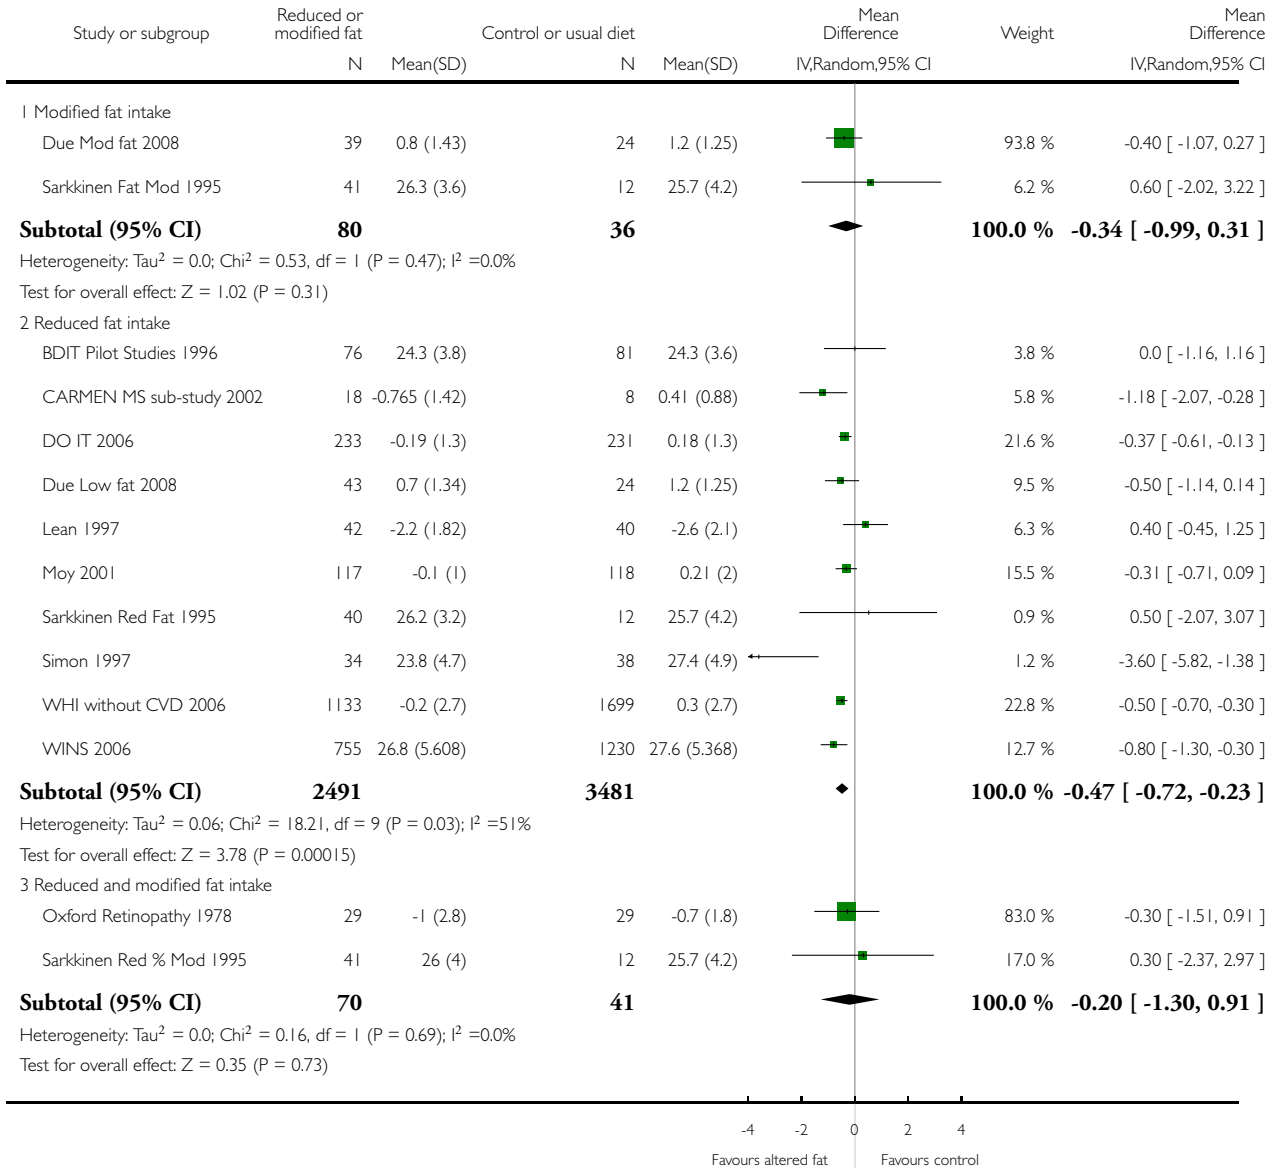 Study or subgroup Reduced or modified fat Control or usual diet Mean Difference Weight Mean Difference
N Mean(SD) N Mean(SD) IV,Random,95% CI IV,Random,95% CI
1 Modified fat intake
Due Mod fat 2008 39 0.8 (1.43) 24 1.2 (1.25) 93.8 % -0.40 [ -1.07, 0.27 ]
Sarkkinen Fat Mod 1995 41 26.3 (3.6) 12 25.7 (4.2) 6.2 % 0.60 [ -2.02, 3.22 ]
Subtotal (95% CI) 80 36 100.0 % -0.34 [ -0.99, 0.31 ]
Heterogeneity: Tau² = 0.0; Chi² = 0.53, df = 1 (P = 0.47); I² =0.0%
Test for overall effect: Z = 1.02 (P = 0.31)
2 Reduced fat intake
BDIT Pilot Studies 1996 76 24.3 (3.8) 81 24.3 (3.6) 3.8 % 0.0 [ -1.16, 1.16 ]
CARMEN MS sub-study 2002 18 -0.765 (1.42) 8 0.41 (0.88) 5.8 % -1.18 [ -2.07, -0.28 ]
DO IT 2006 233 -0.19 (1.3) 231 0.18 (1.3) 21.6 % -0.37 [ -0.61, -0.13 ]
Due Low fat 2008 43 0.7 (1.34) 24 1.2 (1.25) 9.5 % -0.50 [ -1.14, 0.14 ]
Lean 1997 42 -2.2 (1.82) 40 -2.6 (2.1) 6.3 % 0.40 [ -0.45, 1.25 ]
Moy 2001 117 -0.1 (1) 118 0.21 (2) 15.5 % -0.31 [ -0.71, 0.09 ]
Sarkkinen Red Fat 1995 40 26.2 (3.2) 12 25.7 (4.2) 0.9 % 0.50 [ -2.07, 3.07 ]
Simon 1997 34 23.8 (4.7) 38 27.4 (4.9) 1.2 % -3.60 [ -5.82, -1.38 ]
WHI without CVD 2006 1133 -0.2 (2.7) 1699 0.3 (2.7) 22.8 % -0.50 [ -0.70, -0.30 ]
WINS 2006 755 26.8 (5.608) 1230 27.6 (5.368) 12.7 % -0.80 [ -1.30, -0.30 ]
Subtotal (95% CI) 2491 3481 100.0 % -0.47 [ -0.72, -0.23 ]
Heterogeneity: Tau² = 0.06; Chi² = 18.21, df = 9 (P = 0.03); I² =51%
Test for overall effect: Z = 3.78 (P = 0.00015)
3 Reduced and modified fat intake
Oxford Retinopathy 1978 29 -1 (2.8) 29 -0.7 (1.8) 83.0 % -0.30 [ -1.51, 0.91 ]
Sarkkinen Red % Mod 1995 41 26 (4) 12 25.7 (4.2) 17.0 % 0.30 [ -2.37, 2.97 ]
Subtotal (95% CI) 70 41 100.0 % -0.20 [ -1.30, 0.91 ]
Heterogeneity: Tau² = 0.0; Chi² = 0.16, df = 1 (P = 0.69); I² =0.0%
Test for overall effect: Z = 0.35 (P = 0.73)
-4 -2 0 2 4
Favours altered fat Favours control